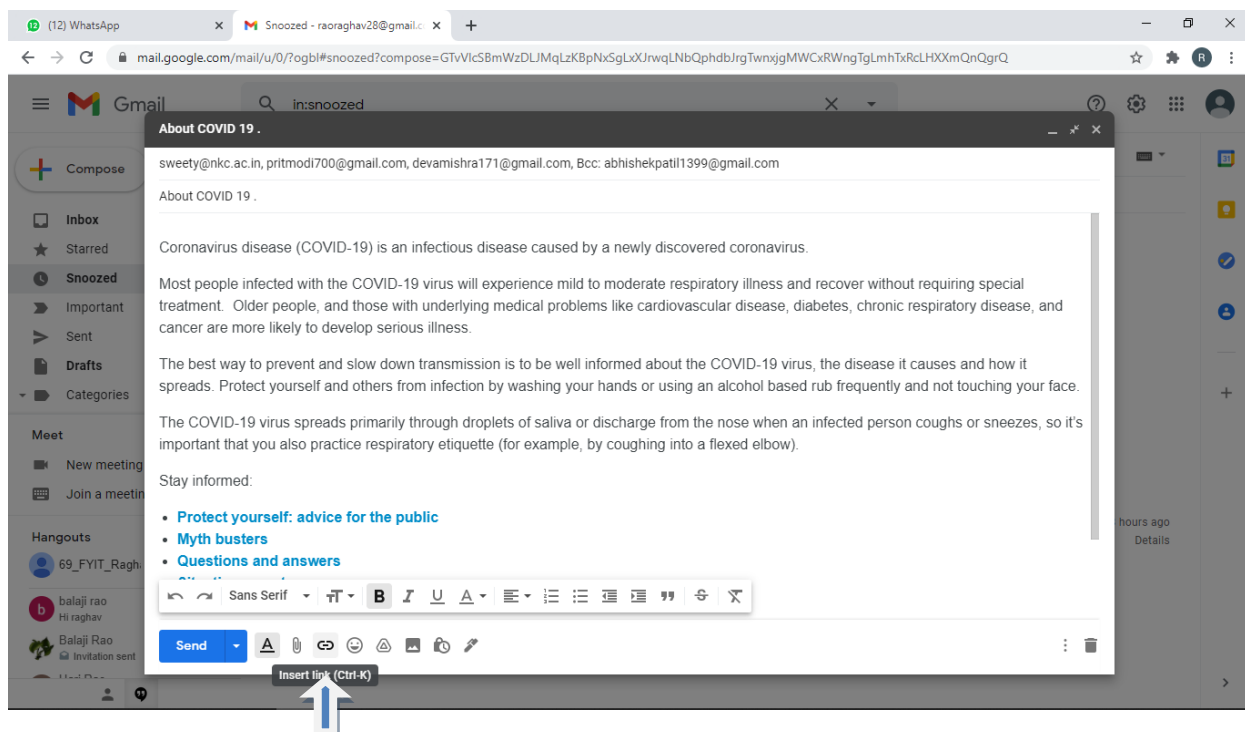 (12) WhatsApp
Snoozed - raoraghav28@gmail.c
mail.google.com/mail/u/0/?ogbl#snoozed?compose=GTvVlcSBmWzDLJMqLzKBpNxSgLxXJrwqLNbQphdbJrgTwnxjgMWCxRWngTgLmhTxRcLHXXmQnQgrQ
R
Gmail
in:snoozed
About COVID 19 .
sweety@nkc.ac.in, pritmodi700@gmail.com, devamishra171@gmail.com, Bcc: abhishekpatil1399@gmail.com
About COVID 19 .
Compose
31
Inbox
Starred
Snoozed
Important
Sent
Drafts
Categories
Meet
New meeting
Join a meetin
Hangouts
69_FYIT_Ragh
balaji rao
Hi raghav
Balaji Rao
Invitation sent
Coronavirus disease (COVID-19) is an infectious disease caused by a newly discovered coronavirus.
Most people infected with the COVID-19 virus will experience mild to moderate respiratory illness and recover without requiring special
treatment.  Older people, and those with underlying medical problems like cardiovascular disease, diabetes, chronic respiratory disease, and
cancer are more likely to develop serious illness.
The best way to prevent and slow down transmission is to be well informed about the COVID-19 virus, the disease it causes and how it
spreads. Protect yourself and others from infection by washing your hands or using an alcohol based rub frequently and not touching your face.
The COVID-19 virus spreads primarily through droplets of saliva or discharge from the nose when an infected person coughs or sneezes, so it's
important that you also practice respiratory etiquette (for example, by coughing into a flexed elbow).
Stay informed:
• Protect yourself: advice for the public
• Myth busters
• Questions and answers
hours ago
Details
Sans Serif
Send
Insert link (Ctrl-K)